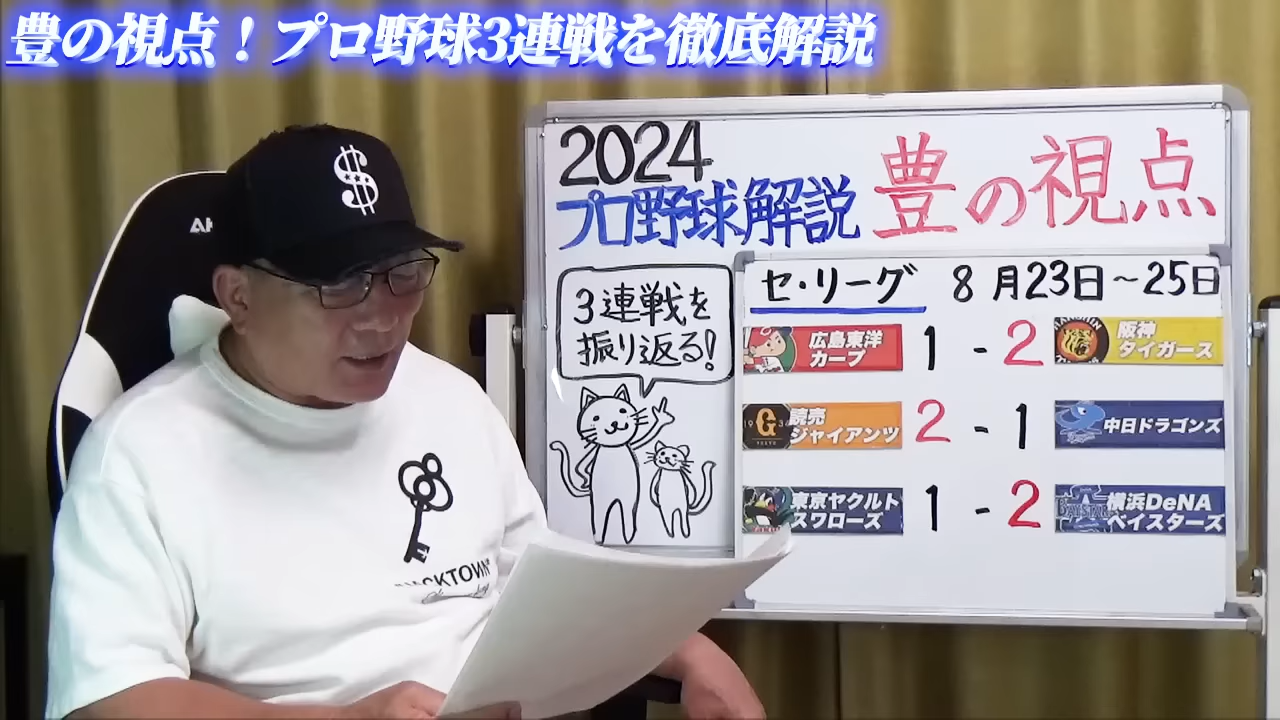 豊の視点！プロ野球3連戦を徹底解説
2024
プロ野球解説 豊の視点
3連戦を
振り返る!
セ・リーグ 8月23日～25日
広島東洋
カープ 1 - 2 阪神
タイガース
読売
ジャイアンツ 2 - 1 中日ドラゴンズ
東京ヤクルト
スワローズ 1 - 2 横浜DeNA
ベイスターズ
$
AK